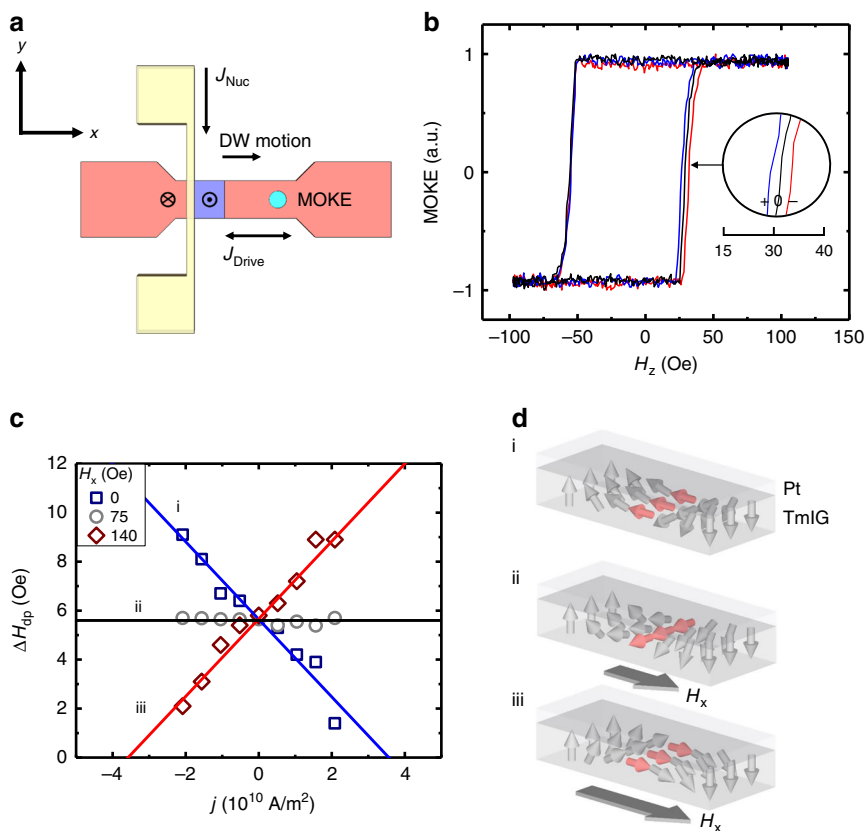 a
y
x
J_Nuc
DW motion
MOKE
J_Drive
b
MOKE (a.u.)
1
0
−1
+ 0 −
15 30 40
−100 −50 0 50 100 150
H_z (Oe)
c
ΔH_dp (Oe)
12
10
8
6
4
2
0
H_x (Oe)
0
75
140
i
ii
iii
−4 −2 0 2 4
j (10^10 A/m^2)
d
i
Pt
TmIG
ii
H_x
iii
H_x